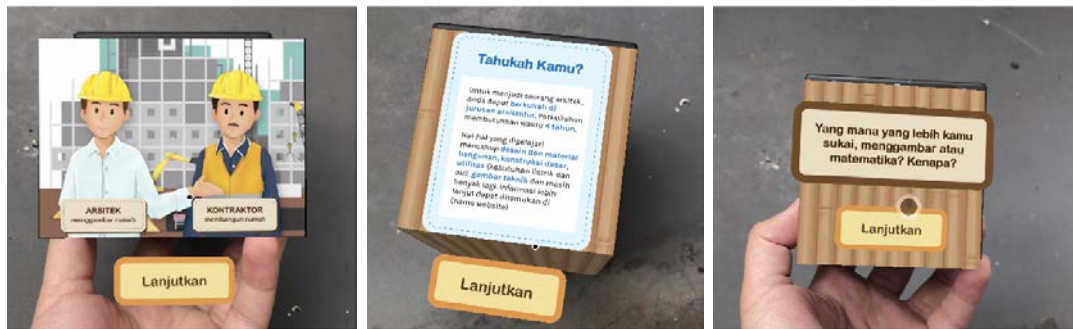 ARSITEK
menggambar rumah
KONTRAKTOR
membangun rumah
Lanjutkan
Tahukah Kamu?
Untuk menjadi seorang arsitek,
anda dapat berkuliah di
jurusan arsitektur. Perkuliahan
membutuhkan waktu 4 tahun.
Hal-hal yang dipelajari
mencakup desain dan material
bangunan, konstruksi dasar,
utilitas (kebutuhan listrik dan
air), gambar teknik dan masih
banyak lagi. Informasi lebih
lanjut dapat ditemukan di
(nama website)
Lanjutkan
Yang mana yang lebih kamu
sukai, menggambar atau
matematika? Kenapa?
Lanjutkan